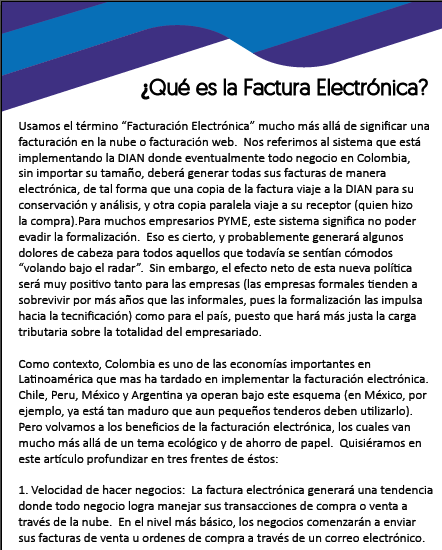 ¿Qué es la Factura Electrónica?
Usamos el término “Facturación Electrónica” mucho más allá de significar una
facturación en la nube o facturación web.  Nos referimos al sistema que está
implementando la DIAN donde eventualmente todo negocio en Colombia,
sin importar su tamaño, deberá generar todas sus facturas de manera
electrónica, de tal forma que una copia de la factura viaje a la DIAN para su
conservación y análisis, y otra copia paralela viaje a su receptor (quien hizo
la compra).Para muchos empresarios PYME, este sistema significa no poder
evadir la formalización.  Eso es cierto, y probablemente generará algunos
dolores de cabeza para todos aquellos que todavía se sentían cómodos
“volando bajo el radar”.  Sin embargo, el efecto neto de esta nueva política
será muy positivo tanto para las empresas (las empresas formales tienden a
sobrevivir por más años que las informales, pues la formalización las impulsa
hacia la tecnificación) como para el país, puesto que hará más justa la carga
tributaria sobre la totalidad del empresariado.
Como contexto, Colombia es uno de las economías importantes en
Latinoamérica que mas ha tardado en implementar la facturación electrónica.
Chile, Peru, México y Argentina ya operan bajo este esquema (en México, por
ejemplo, ya está tan maduro que aun pequeños tenderos deben utilizarlo).
Pero volvamos a los beneficios de la facturación electrónica, los cuales van
mucho más allá de un tema ecológico y de ahorro de papel.  Quisiéramos en
este artículo profundizar en tres frentes de éstos:
1. Velocidad de hacer negocios:  La factura electrónica generará una tendencia
donde todo negocio logra manejar sus transacciones de compra o venta a
través de la nube.  En el nivel más básico, los negocios comenzarán a enviar
sus facturas de venta u ordenes de compra a través de un correo electrónico.